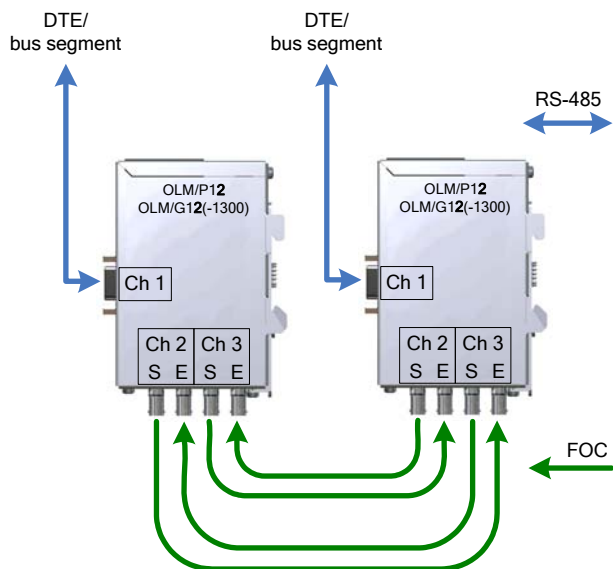 DTE/
bus segment
DTE/
bus segment
RS-485
OLM/P12
OLM/G12(-1300)
OLM/P12
OLM/G12(-1300)
Ch 1
Ch 1
Ch 2 Ch 3
S E S E
Ch 2 Ch 3
S E S E
FOC